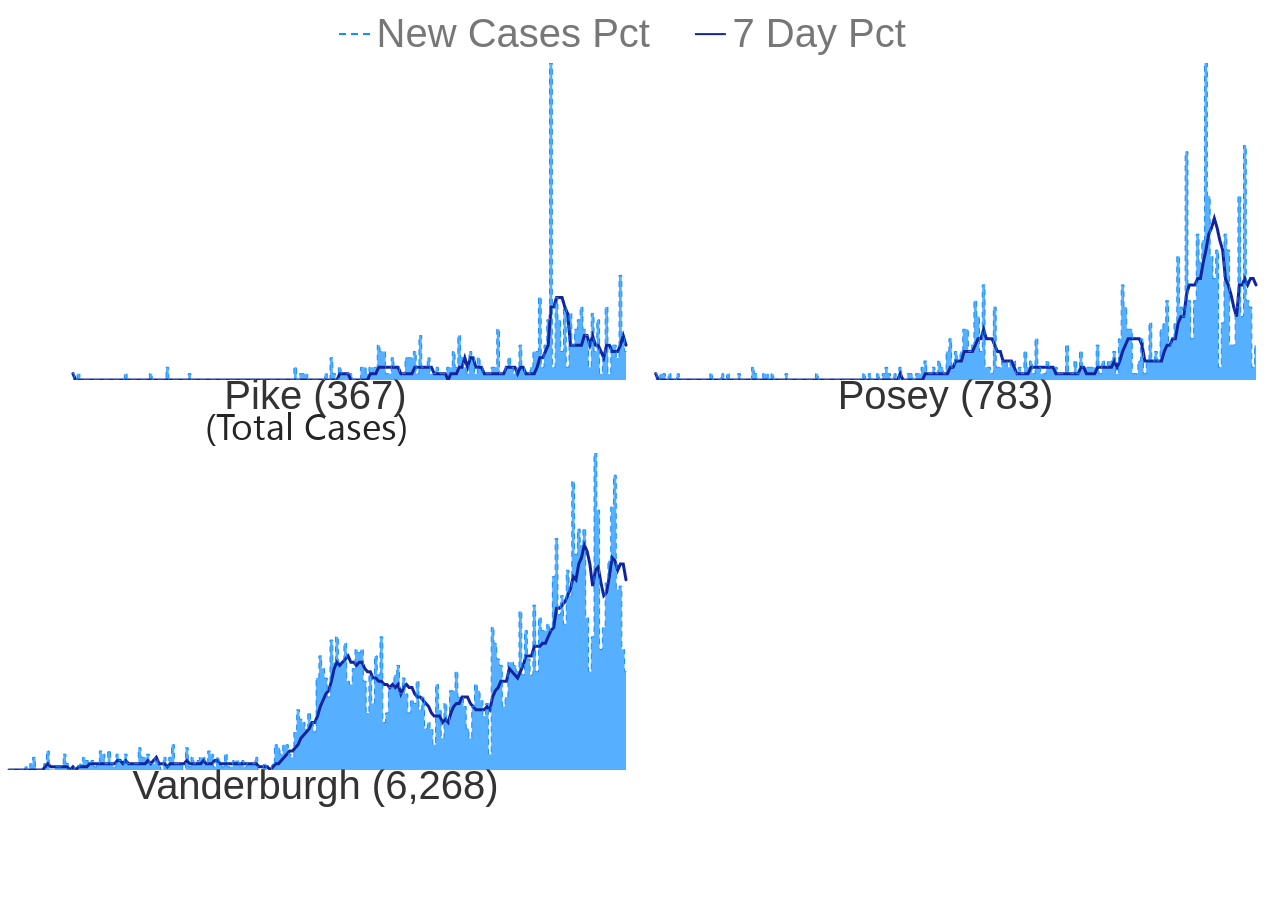 New Cases Pct 7 Day Pct
Pike (367)
(Total Cases)
Posey (783)
Vanderburgh (6,268)